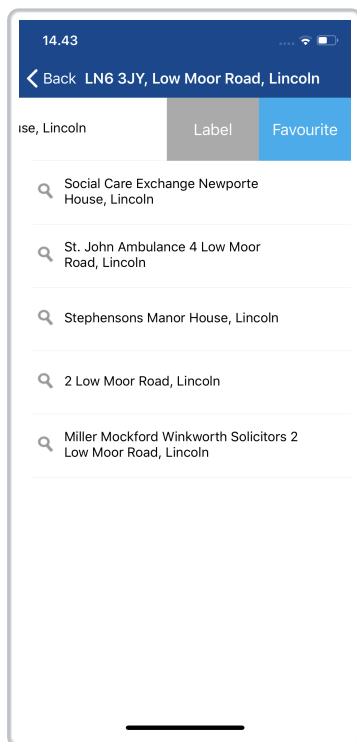 14.43
Back LN6 3JY, Low Moor Road, Lincoln
use, Lincoln
Label
Favourite
Social Care Exchange Newporte
House, Lincoln
St. John Ambulance 4 Low Moor
Road, Lincoln
Stephensons Manor House, Lincoln
2 Low Moor Road, Lincoln
Miller Mockford Winkworth Solicitors 2
Low Moor Road, Lincoln